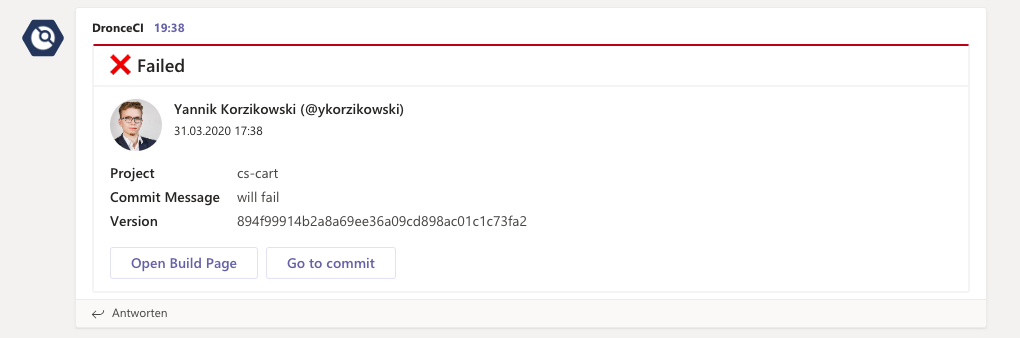 DronceCI 19:38
Failed
Yannik Korzikowski (@ykorzikowski)
31.03.2020 17:38
Project cs-cart
Commit Message will fail
Version 894f99914b2a8a69ee36a09cd898ac01c1c73fa2
Open Build Page Go to commit
Antworten